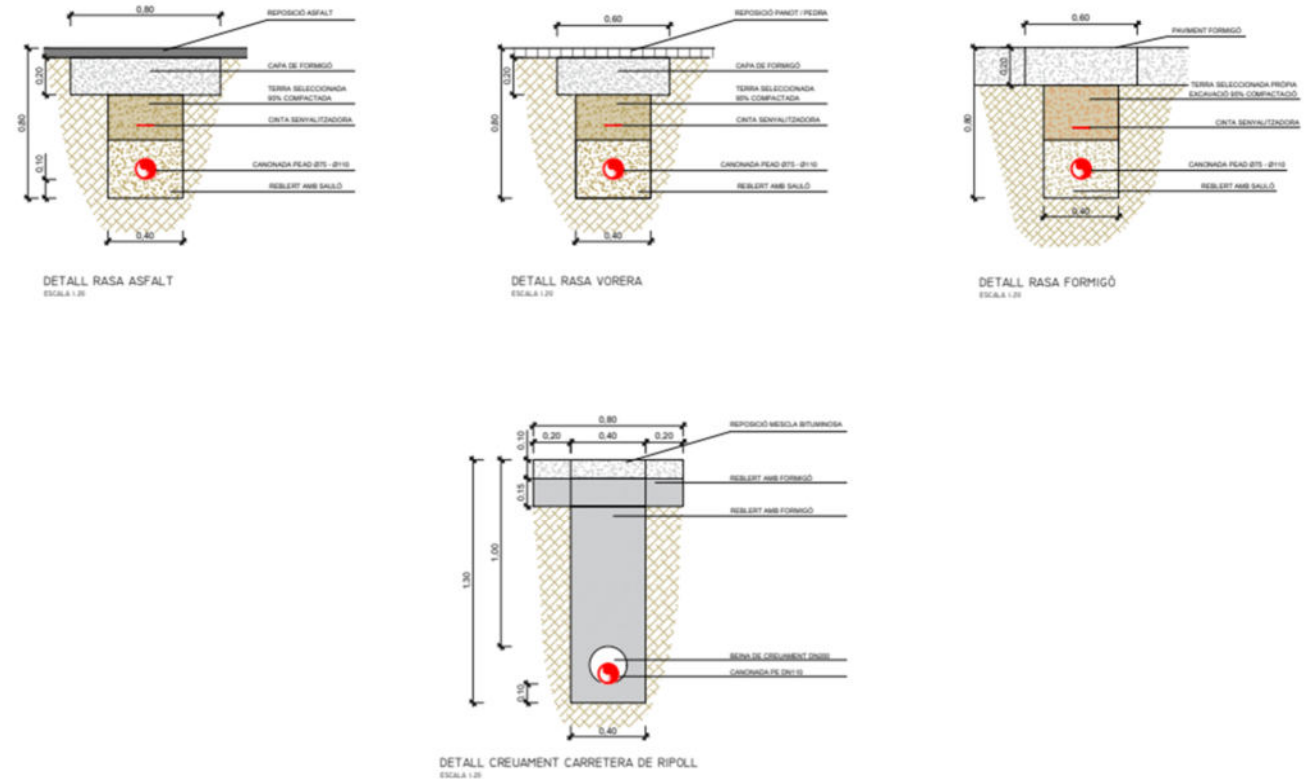 0,80
REPOSICIÓ ASFALT
0,20
CAPA DE FORMIGÓ
TERRA SELECCIONADA
95% COMPACTADA
0,80
CINTA SENYALITZADORA
0,10
CANONADA PEAD Ø75 - Ø110
REBLERT AMB SAULÓ
0,40
DETALL RASA ASFALT
ESCALA 1:20
0,60
REPOSICIÓ PANOT / PEDRA
0,20
CAPA DE FORMIGÓ
TERRA SELECCIONADA
95% COMPACTADA
0,80
CINTA SENYALITZADORA
CANONADA PEAD Ø75 - Ø110
REBLERT AMB SAULÓ
0,40
DETALL RASA VORERA
ESCALA 1:20
0,60
PAVIMENT FORMIGÓ
0,20
TERRA SELECCIONADA PRÒPIA
EXCAVACIÓ 95% COMPACTACIÓ
0,80
CINTA SENYALITZADORA
CANONADA PEAD Ø75 - Ø110
REBLERT AMB SAULÓ
0,40
DETALL RASA FORMIGÓ
ESCALA 1:20
0,80
REPOSICIÓ MESCLA BITUMINOSA
0,20 0,40 0,20
0,10
REBLERT AMB FORMIGÓ
0,15
REBLERT AMB FORMIGÓ
1,00
1,30
BEINA DE CREUAMENT DN200
CANONADA PE DN110
0,10
0,40
DETALL CREUAMENT CARRETERA DE RIPOLL
ESCALA 1:20